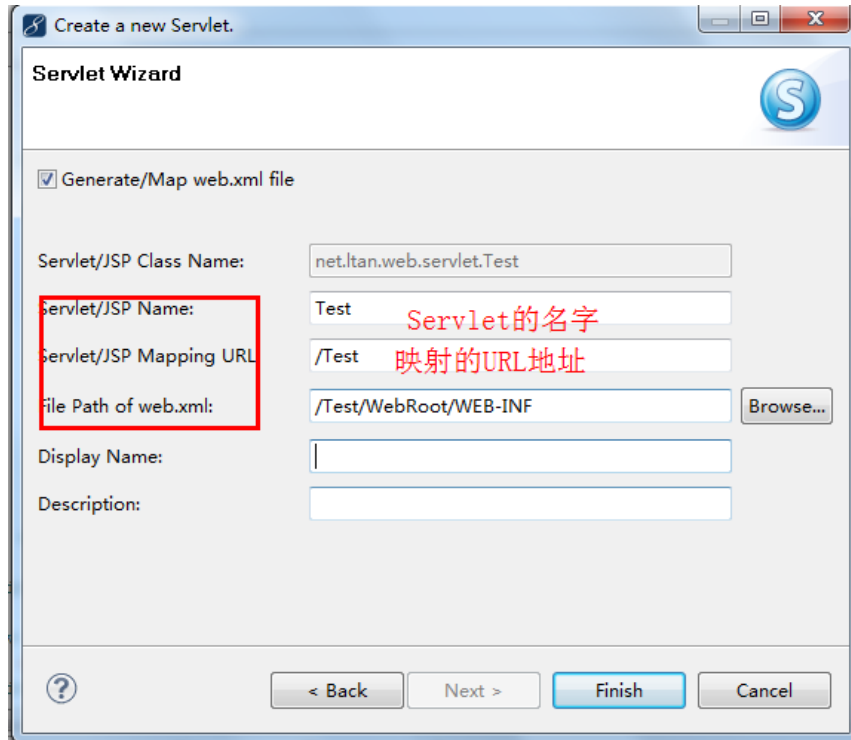 Create a new Servlet.
Servlet Wizard
Generate/Map web.xml file
Servlet/JSP Class Name: net.ltan.web.servlet.Test
Servlet/JSP Name: Test Servlet的名字
Servlet/JSP Mapping URL /Test 映射的URL地址
File Path of web.xml: /Test/WebRoot/WEB-INF Browse...
Display Name:
Description:
< Back Next > Finish Cancel